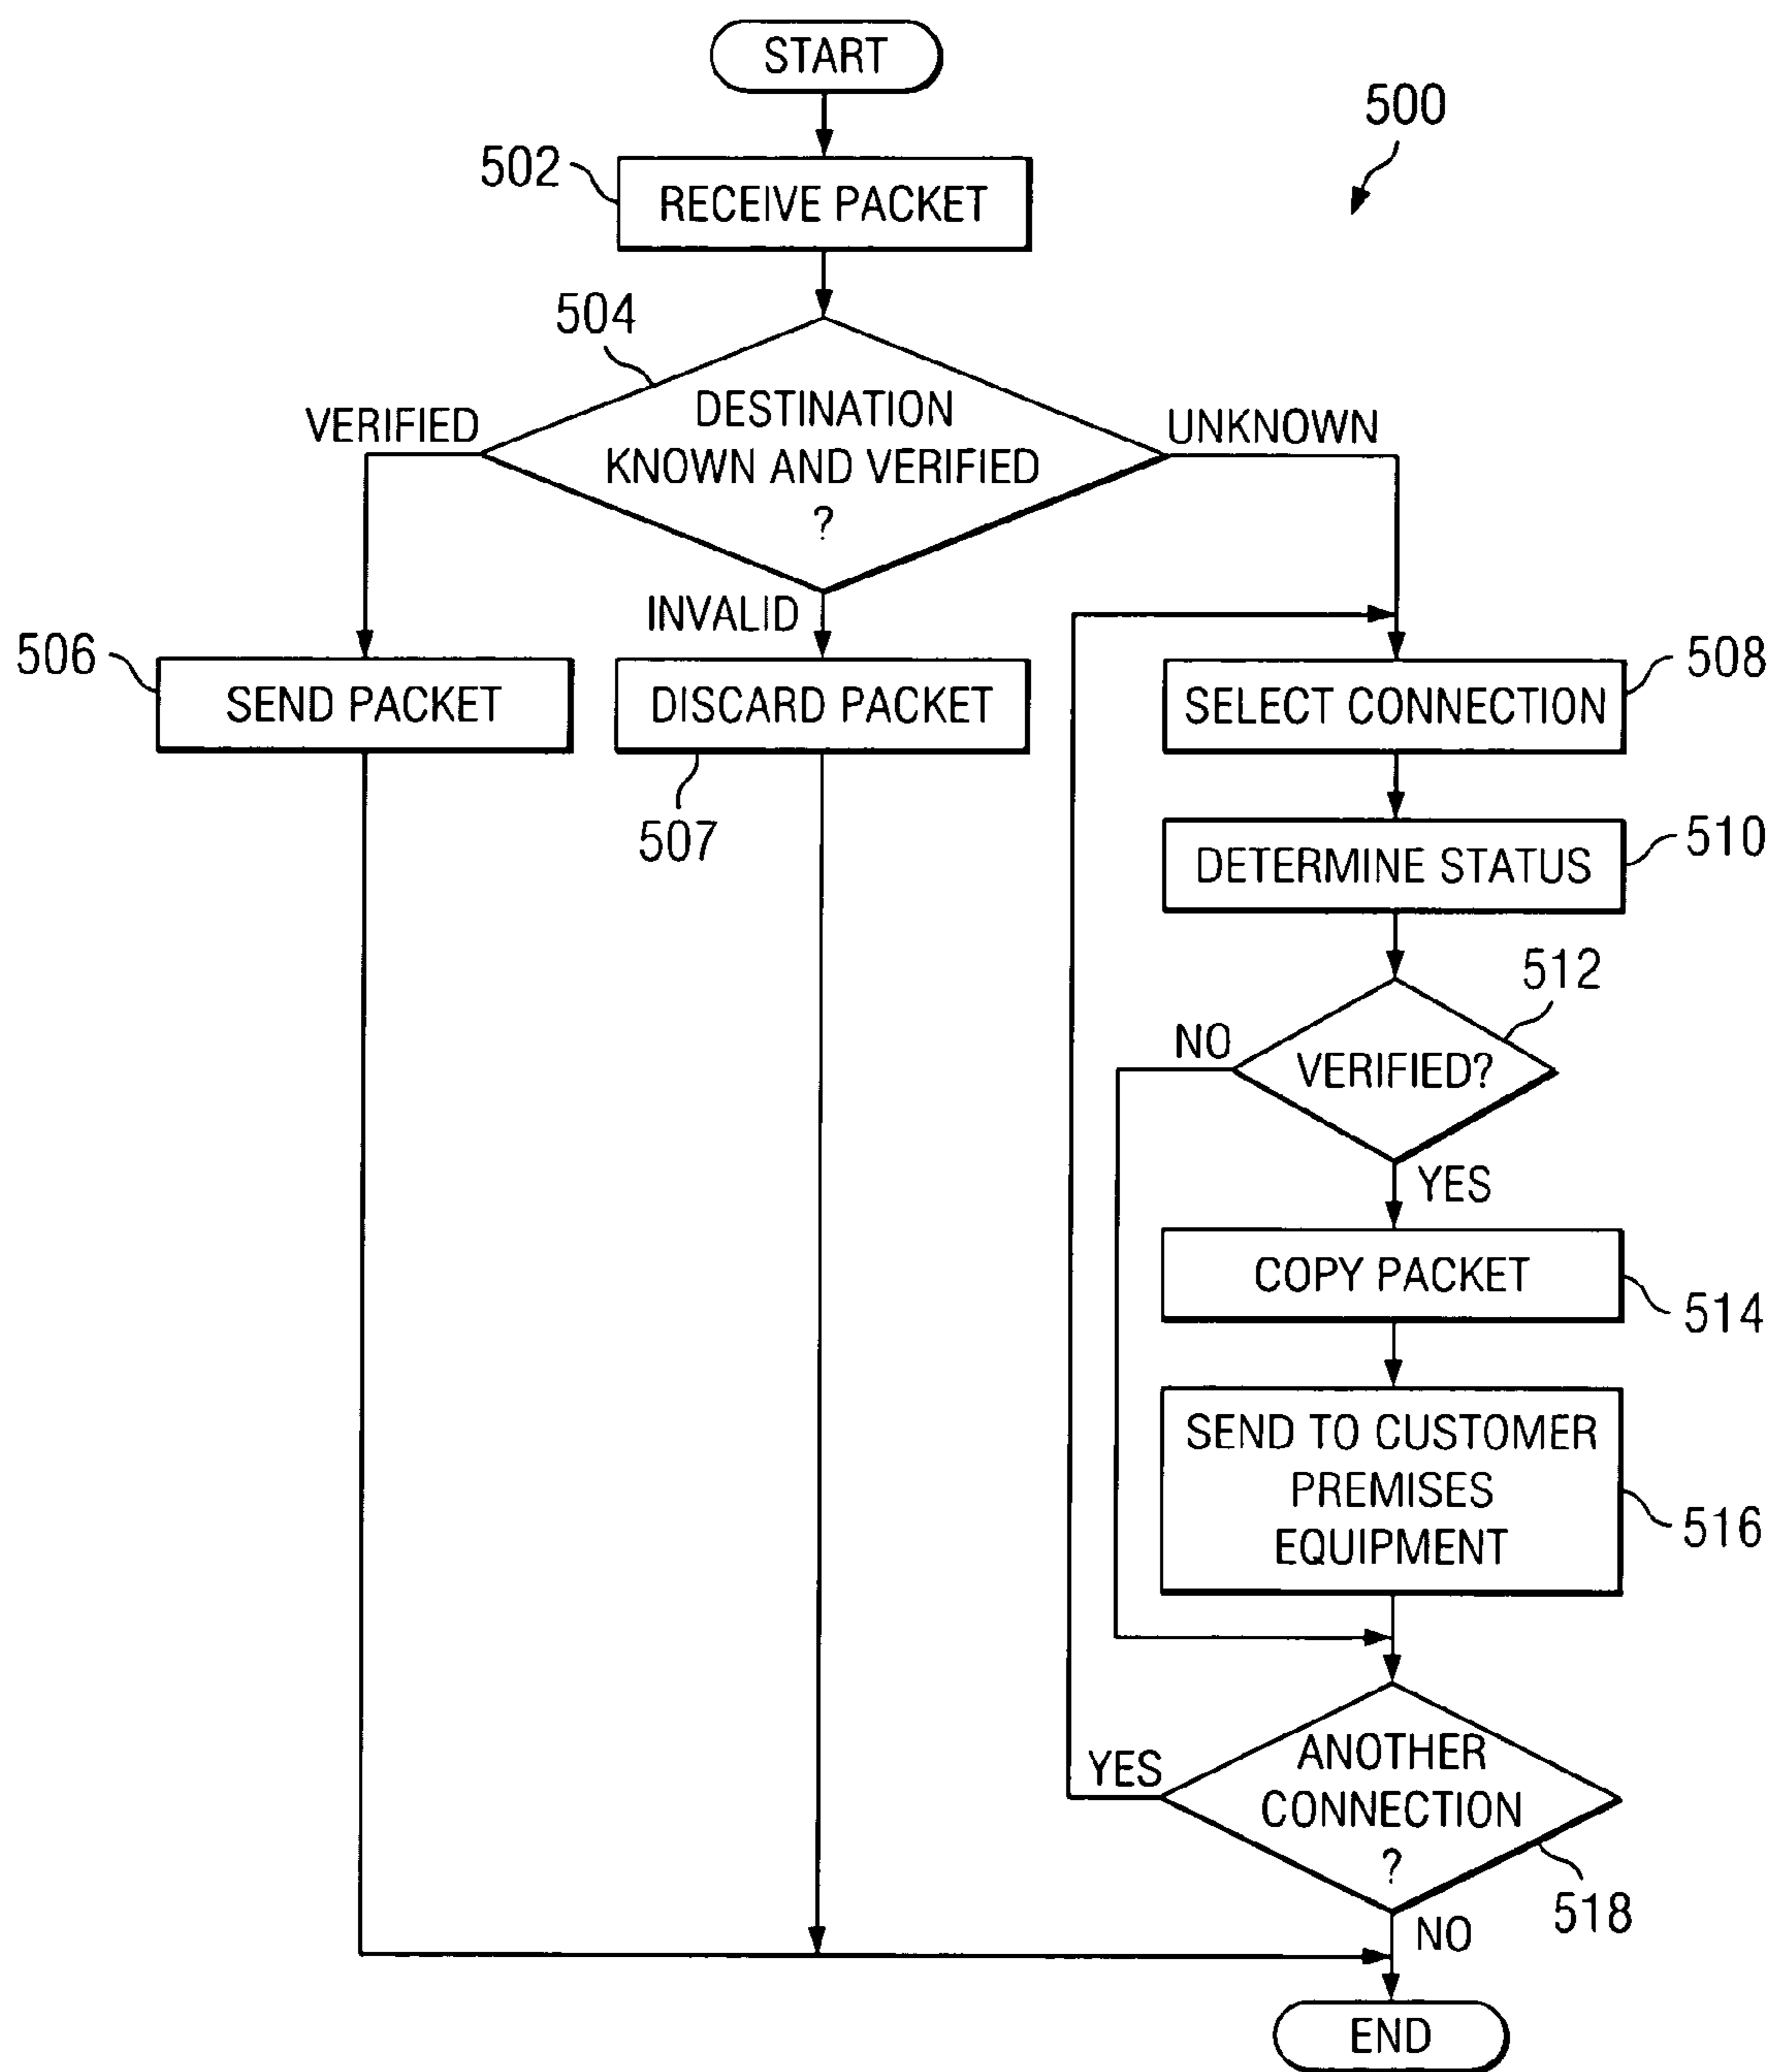 START
500
502
RECEIVE PACKET
504
DESTINATION
KNOWN AND VERIFIED
?
VERIFIED
UNKNOWN
INVALID
506
SEND PACKET
DISCARD PACKET
507
SELECT CONNECTION
508
DETERMINE STATUS
510
512
VERIFIED?
NO
YES
COPY PACKET
514
SEND TO CUSTOMER
PREMISES
EQUIPMENT
516
ANOTHER
CONNECTION
?
YES
518
NO
END